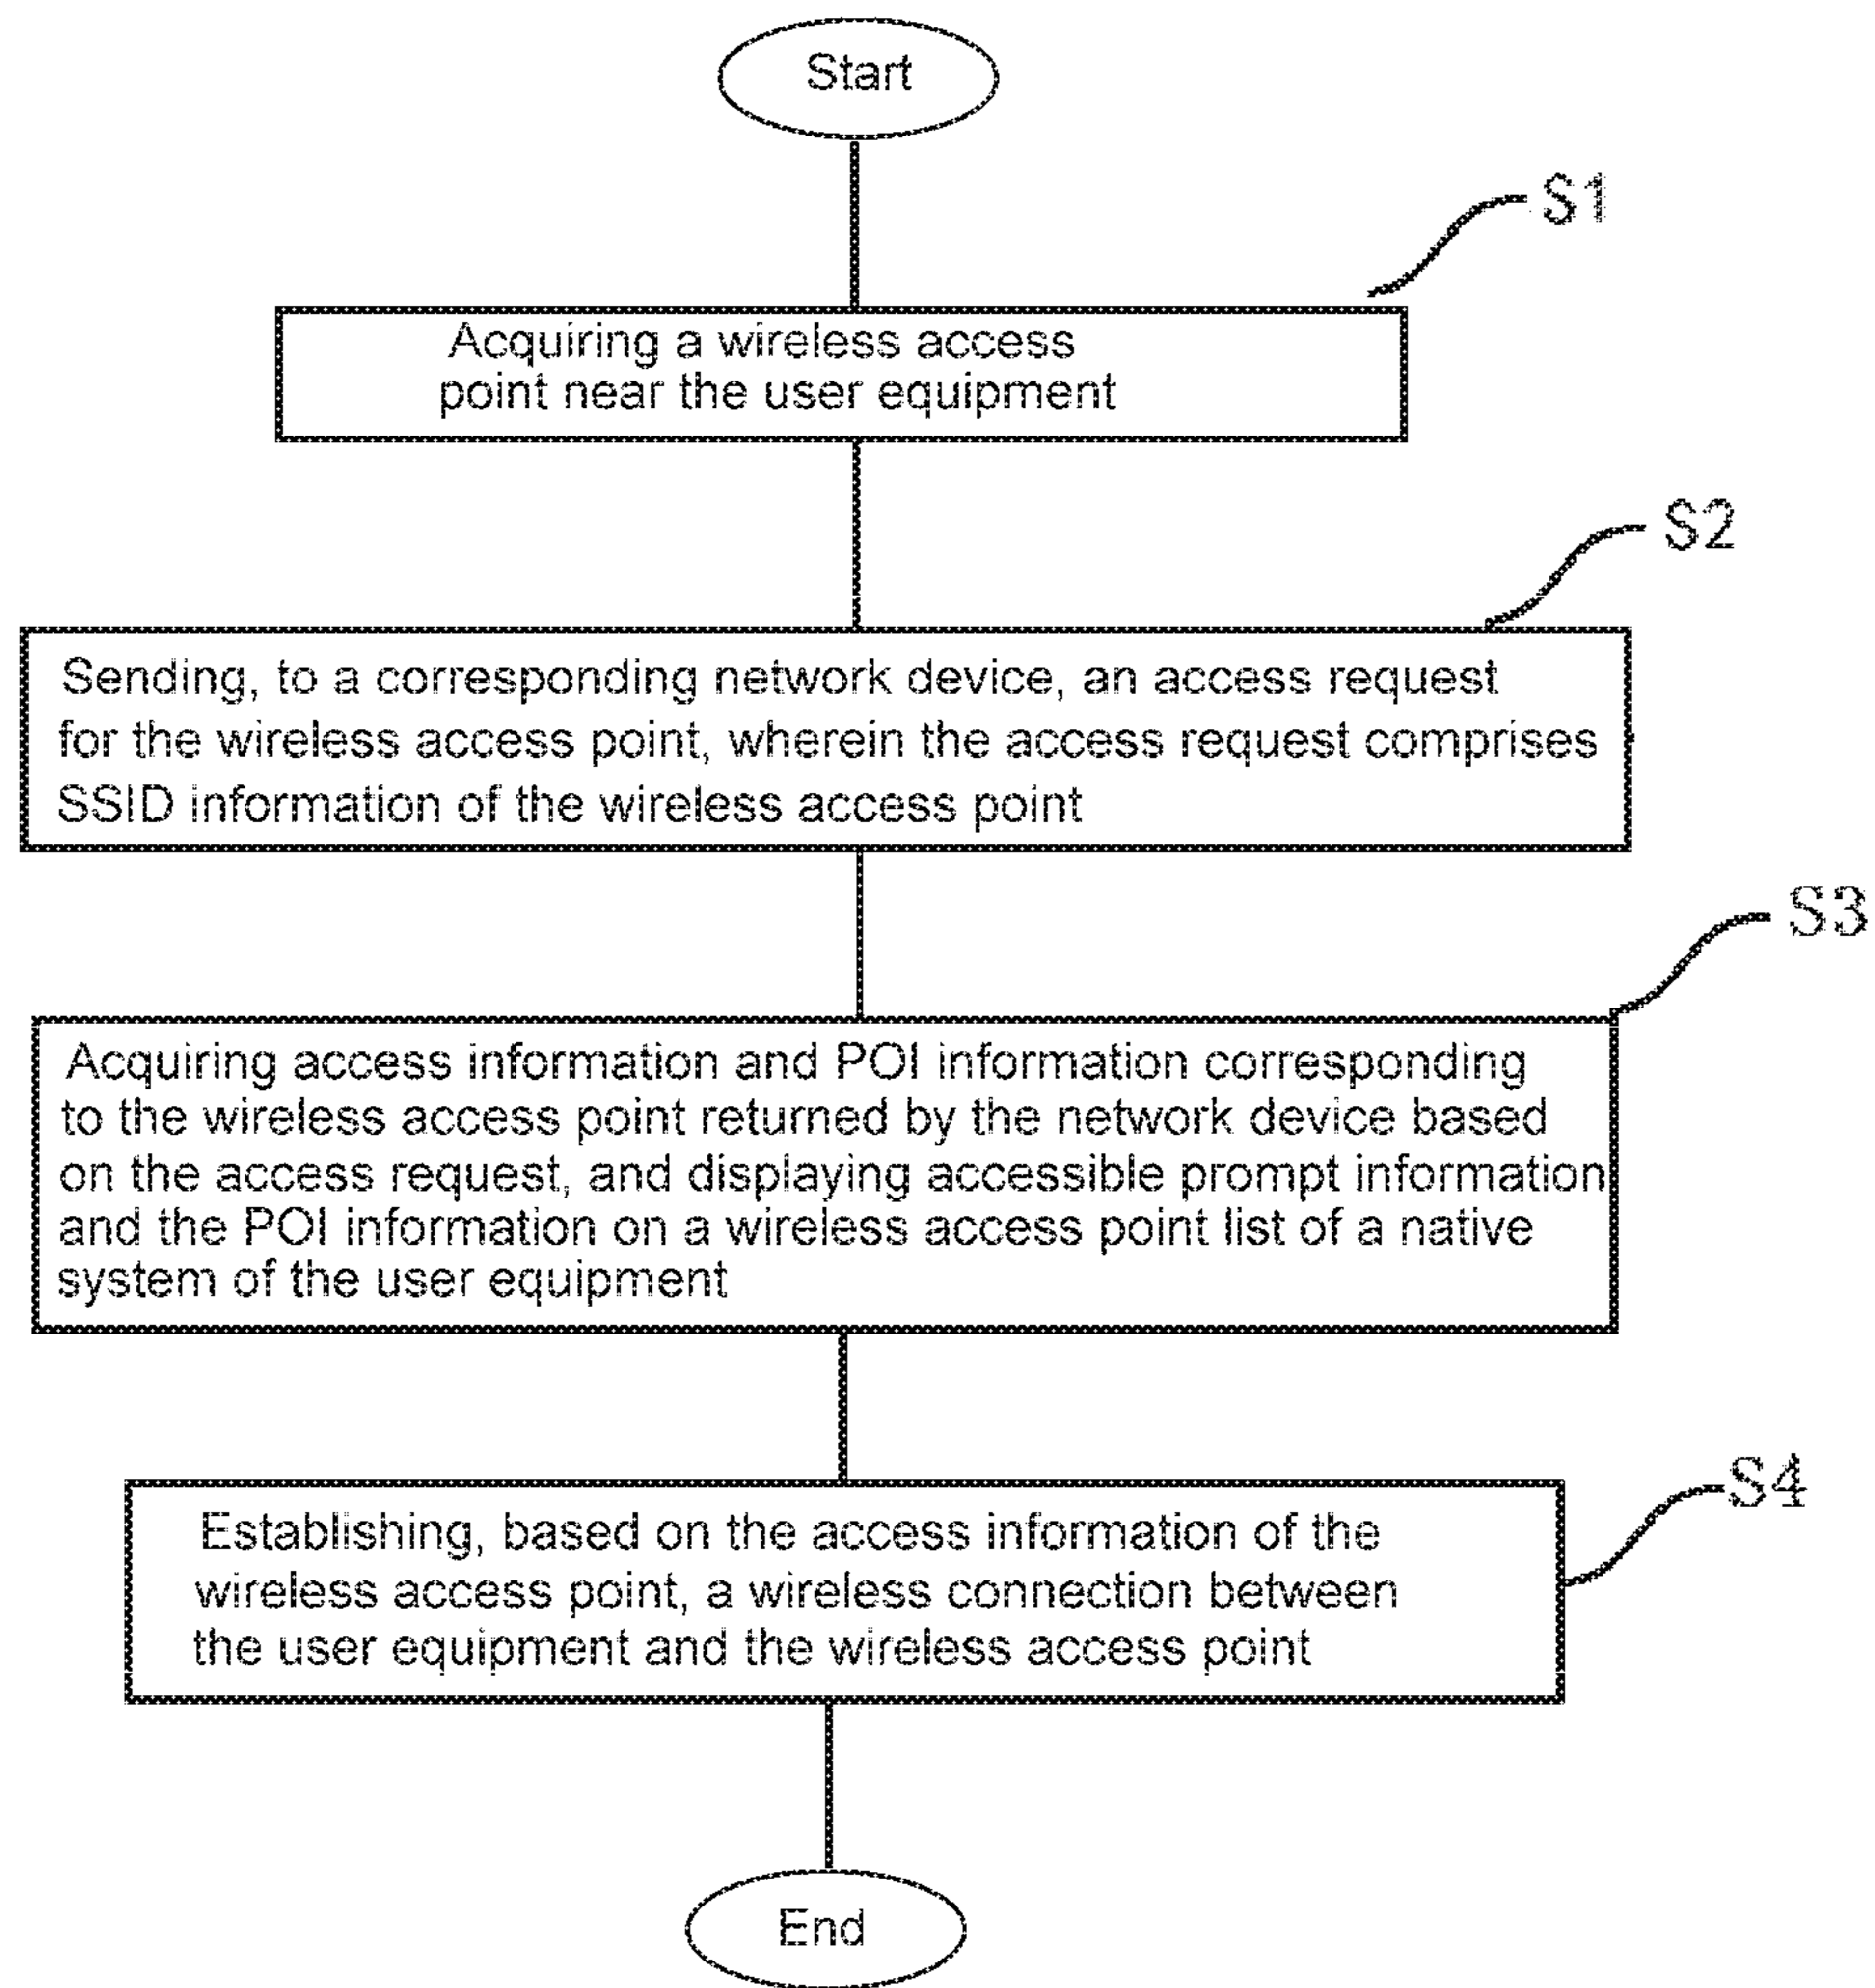 Start
S1
Acquiring a wireless access
point near the user equipment
S2
Sending, to a corresponding network device, an access request
for the wireless access point, wherein the access request comprises
SSID information of the wireless access point
S3
Acquiring access information and POI information corresponding
to the wireless access point returned by the network device based
on the access request, and displaying accessible prompt information
and the POI information on a wireless access point list of a native
system of the user equipment
S4
Establishing, based on the access information of the
wireless access point, a wireless connection between
the user equipment and the wireless access point
End